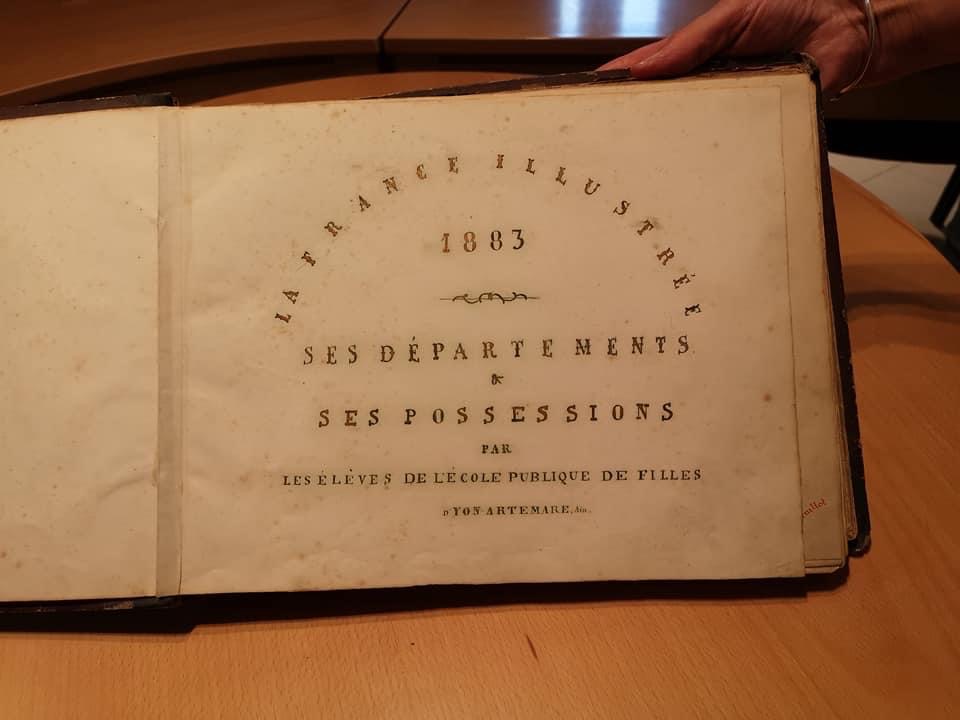 LA FRANCE ILLUSTRÉE
1883
SES DÉPARTEMENTS
&
SES POSSESSIONS
PAR
LES ÉLÈVES DE L'ÉCOLE PUBLIQUE DE FILLES
D'YON-ARTEMARE, Ain.